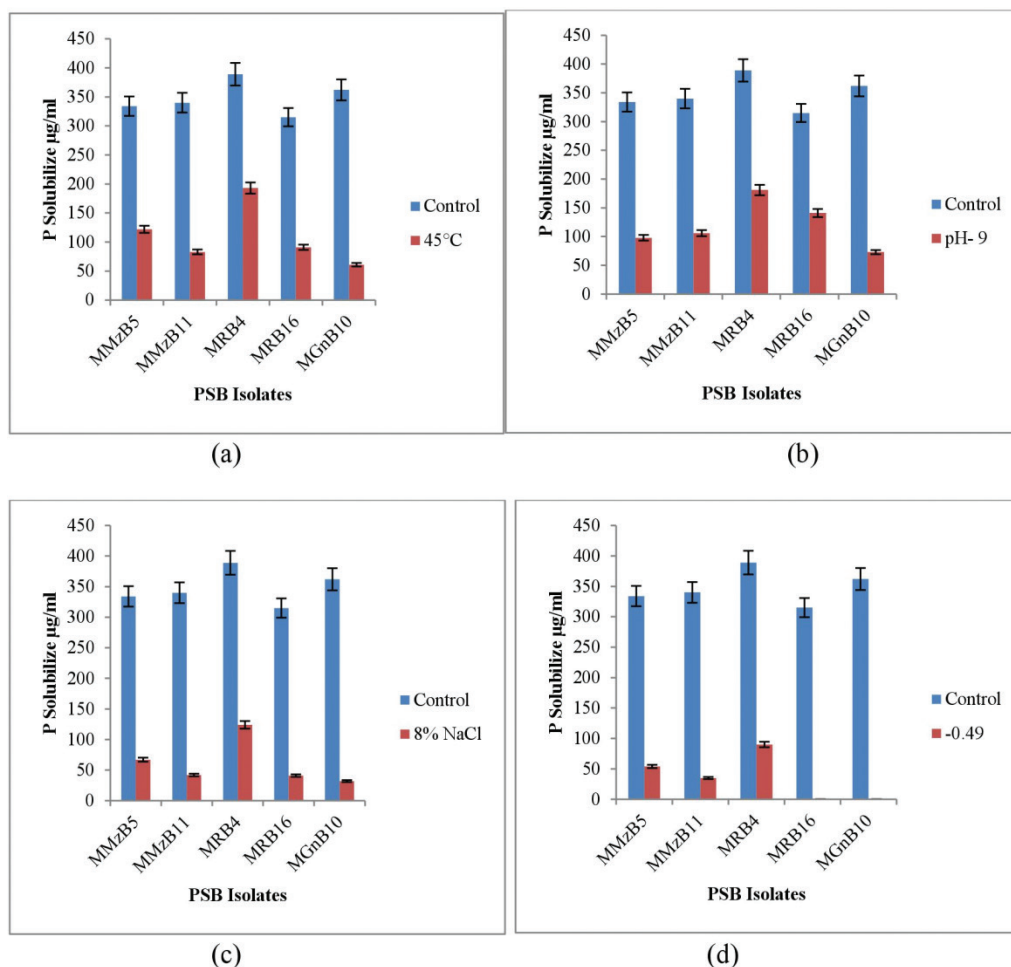 450
400
350
300
250
200
150
100
50
0
P Solubilize µg/ml
MMzB5
MMzB11
MRB4
MRB16
MGnB10
PSB Isolates
Control
45°C
(a)
450
400
350
300
250
200
150
100
50
0
P Solubilize µg/ml
MMzB5
MMzB11
MRB4
MRB16
MGnB10
PSB Isolates
Control
pH- 9
(b)
450
400
350
300
250
200
150
100
50
0
P Solubilize µg/ml
MMzB5
MMzB11
MRB4
MRB16
MGnB10
PSB Isolates
Control
8% NaCl
(c)
450
400
350
300
250
200
150
100
50
0
P Solubilize µg/ml
MMzB5
MMzB11
MRB4
MRB16
MGnB10
PSB Isolates
Control
-0.49
(d)